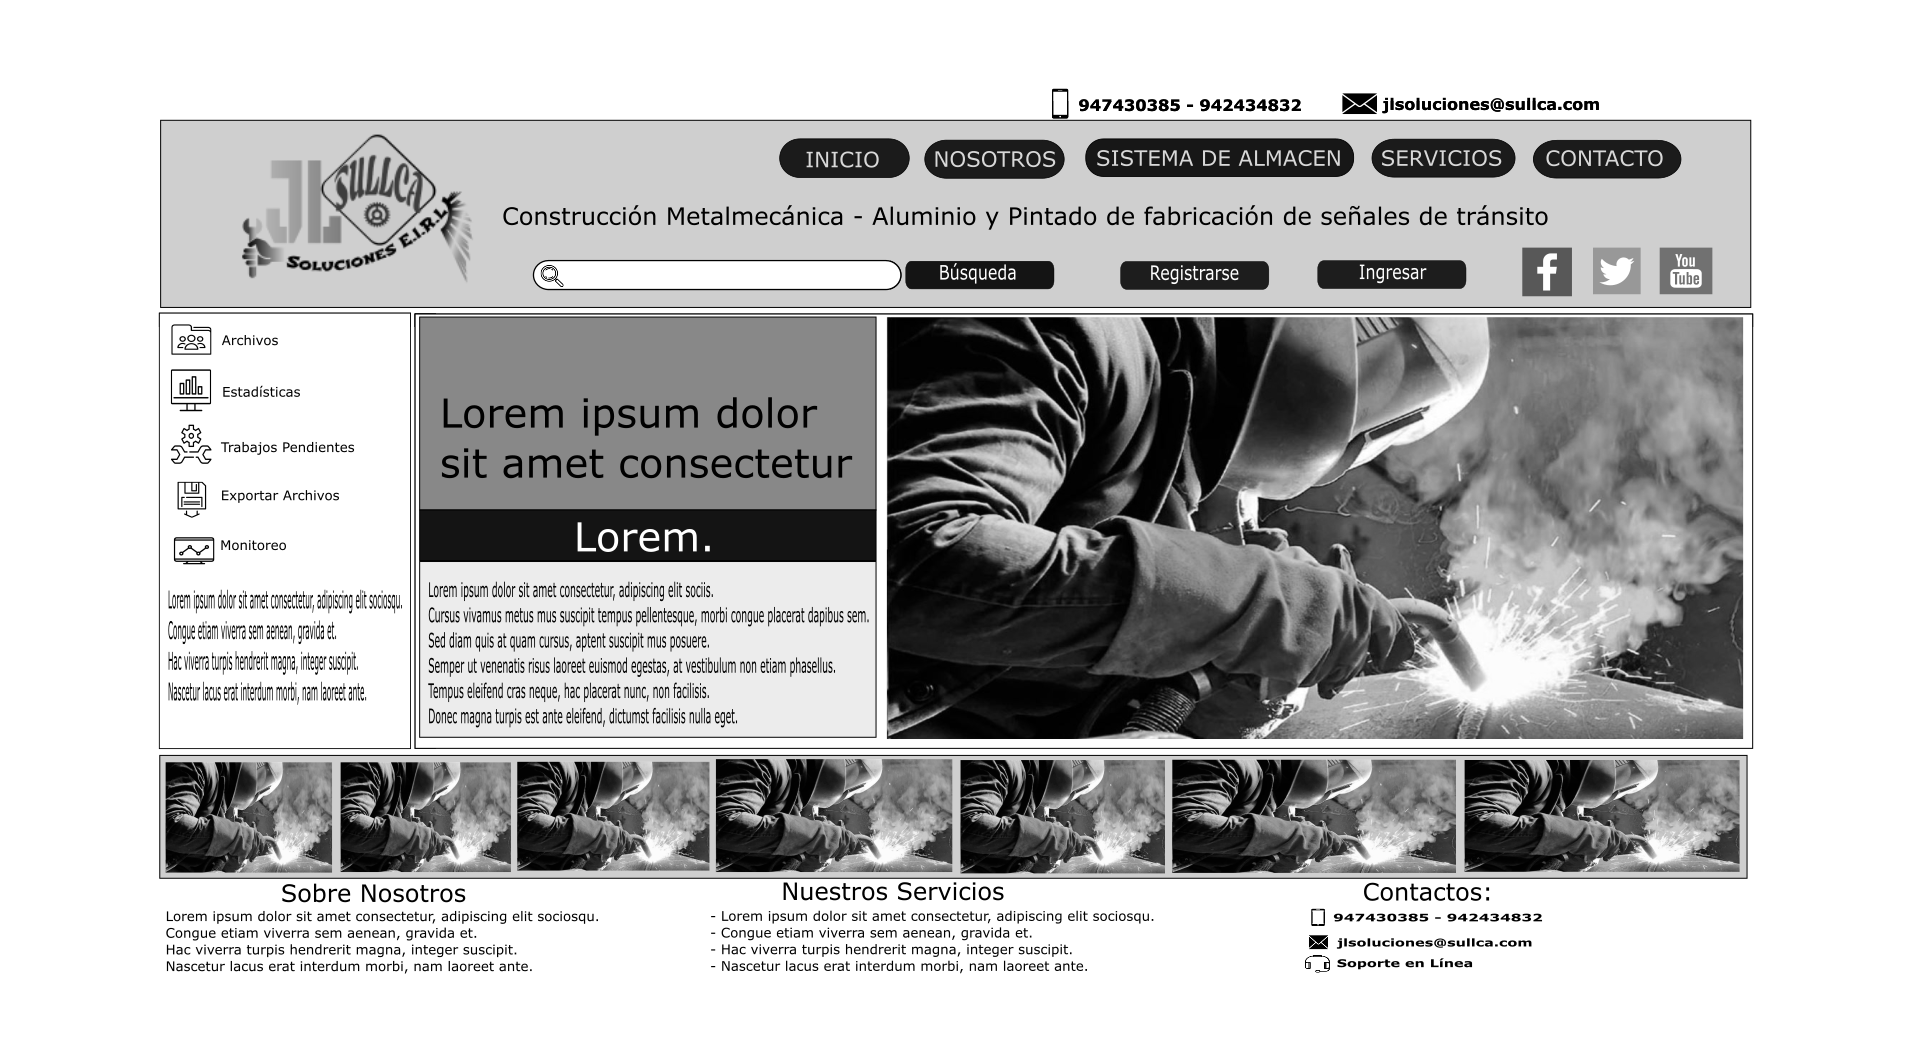 947430385 - 942434832
jlsoluciones@sullca.com
JL
SULLCA
SOLUCIONES E.I.R.L
INICIO
NOSOTROS
SISTEMA DE ALMACEN
SERVICIOS
CONTACTO
Construcción Metalmecánica - Aluminio y Pintado de fabricación de señales de tránsito
Búsqueda
Registrarse
Ingresar
f
You
Tube
Archivos
Estadísticas
Trabajos Pendientes
Exportar Archivos
Monitoreo
Lorem ipsum dolor sit amet consectetur, adipiscing elit sociosqu.
Congue etiam viverra sem aenean, gravida et.
Hac viverra turpis hendrerit magna, integer suscipit.
Nascetur lacus erat interdum morbi, nam laoreet ante.
Lorem ipsum dolor
sit amet consectetur
Lorem.
Lorem ipsum dolor sit amet consectetur, adipiscing elit sociis.
Cursus vivamus metus mus suscipit tempus pellentesque, morbi congue placerat dapibus sem.
Sed diam quis at quam cursus, aptent suscipit mus posuere.
Semper ut venenatis risus laoreet euismod egestas, at vestibulum non etiam phasellus.
Tempus eleifend cras neque, hac placerat nunc, non facilisis.
Donec magna turpis est ante eleifend, dictumst facilisis nulla eget.
Sobre Nosotros
Lorem ipsum dolor sit amet consectetur, adipiscing elit sociosqu.
Congue etiam viverra sem aenean, gravida et.
Hac viverra turpis hendrerit magna, integer suscipit.
Nascetur lacus erat interdum morbi, nam laoreet ante.
Nuestros Servicios
- Lorem ipsum dolor sit amet consectetur, adipiscing elit sociosqu.
- Congue etiam viverra sem aenean, gravida et.
- Hac viverra turpis hendrerit magna, integer suscipit.
- Nascetur lacus erat interdum morbi, nam laoreet ante.
Contactos:
947430385 - 942434832
jlsoluciones@sullca.com
Soporte en Línea